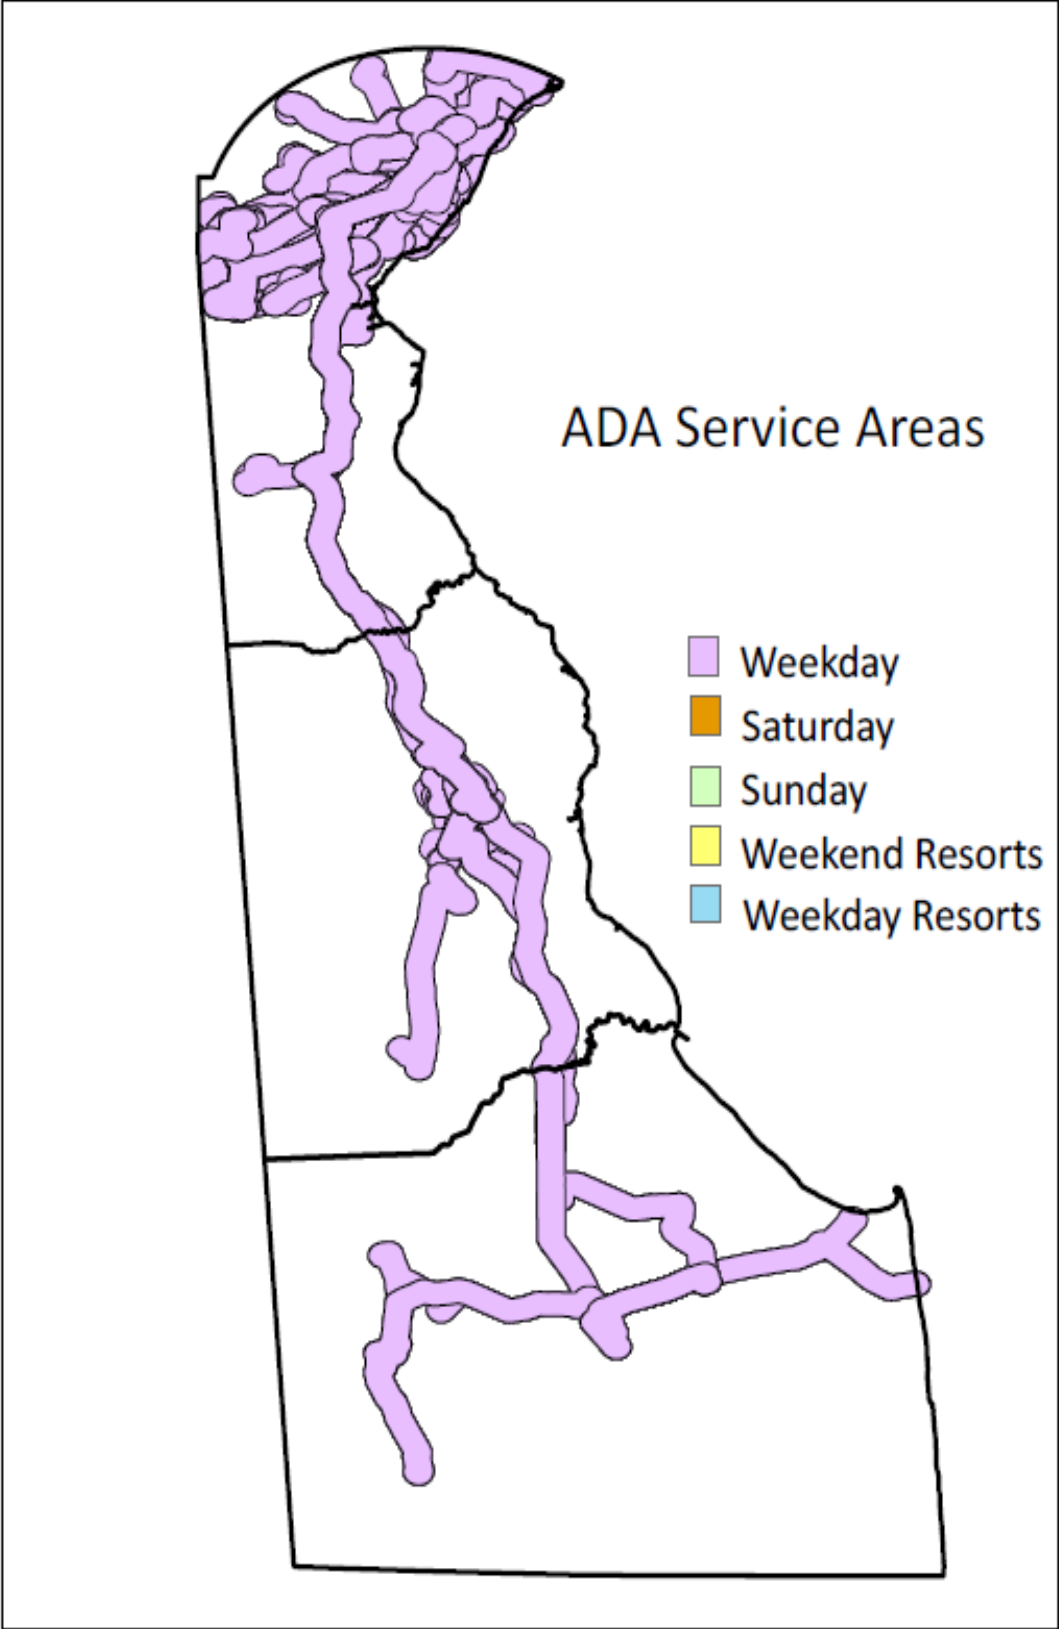 ADA Service Areas
Weekday
Saturday
Sunday
Weekend Resorts
Weekday Resorts